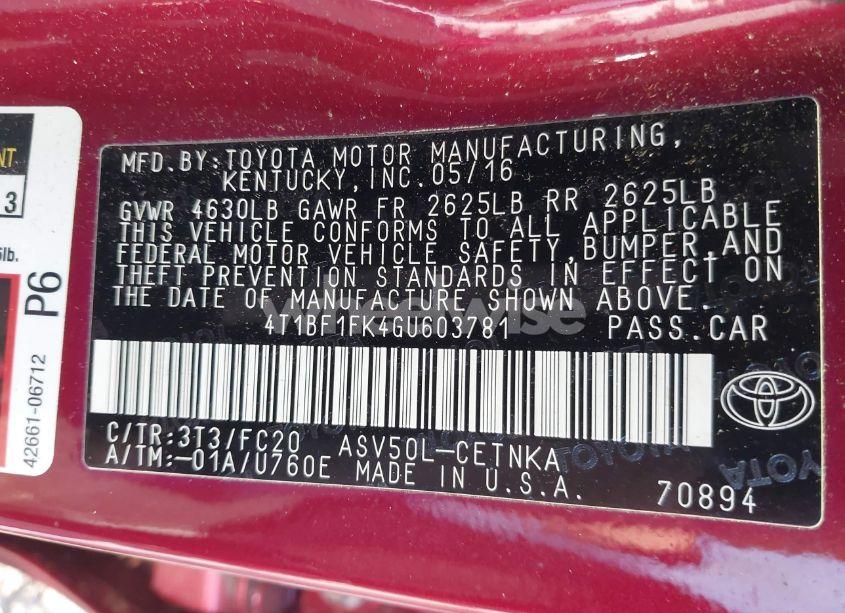 NT
3
5lb.
P6
42661-06712
MFD.BY:TOYOTA MOTOR MANUFACTURING,
KENTUCKY,INC.05/16
GVWR 4630LB GAWR FR 2625LB RR 2625LB
THIS VEHICLE CONFORMS TO ALL APPLICABLE
FEDERAL MOTOR VEHICLE SAFETY,BUMPER,AND
THEFT PREVENTION STANDARDS IN EFFECT ON
THE DATE OF MANUFACTURE SHOWN ABOVE.
4T1BF1FK4GU603781 PASS.CAR
C/TR:3T3/FC20 ASV50L-CETNKA
A/TM:-01A/U760E MADE IN U.S.A.
70894